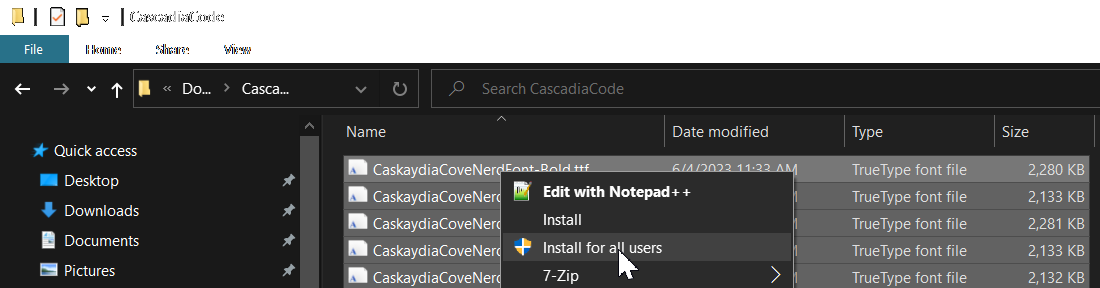 CascadiaCode
File Home Share View
« Do... > Casca... Search CascadiaCode
Name Date modified Type Size
Quick access
Desktop
Downloads
Documents
Pictures
CaskaydiaCoveNerdFont-Bold.ttf 6/4/2023 11:33 AM TrueType font file 2,280 KB
CaskaydiaCoveNerd TrueType font file 2,133 KB
CaskaydiaCoveNerd TrueType font file 2,281 KB
CaskaydiaCoveNerd TrueType font file 2,133 KB
CaskaydiaCoveNerd TrueType font file 2,132 KB
Edit with Notepad++
Install
Install for all users
7-Zip